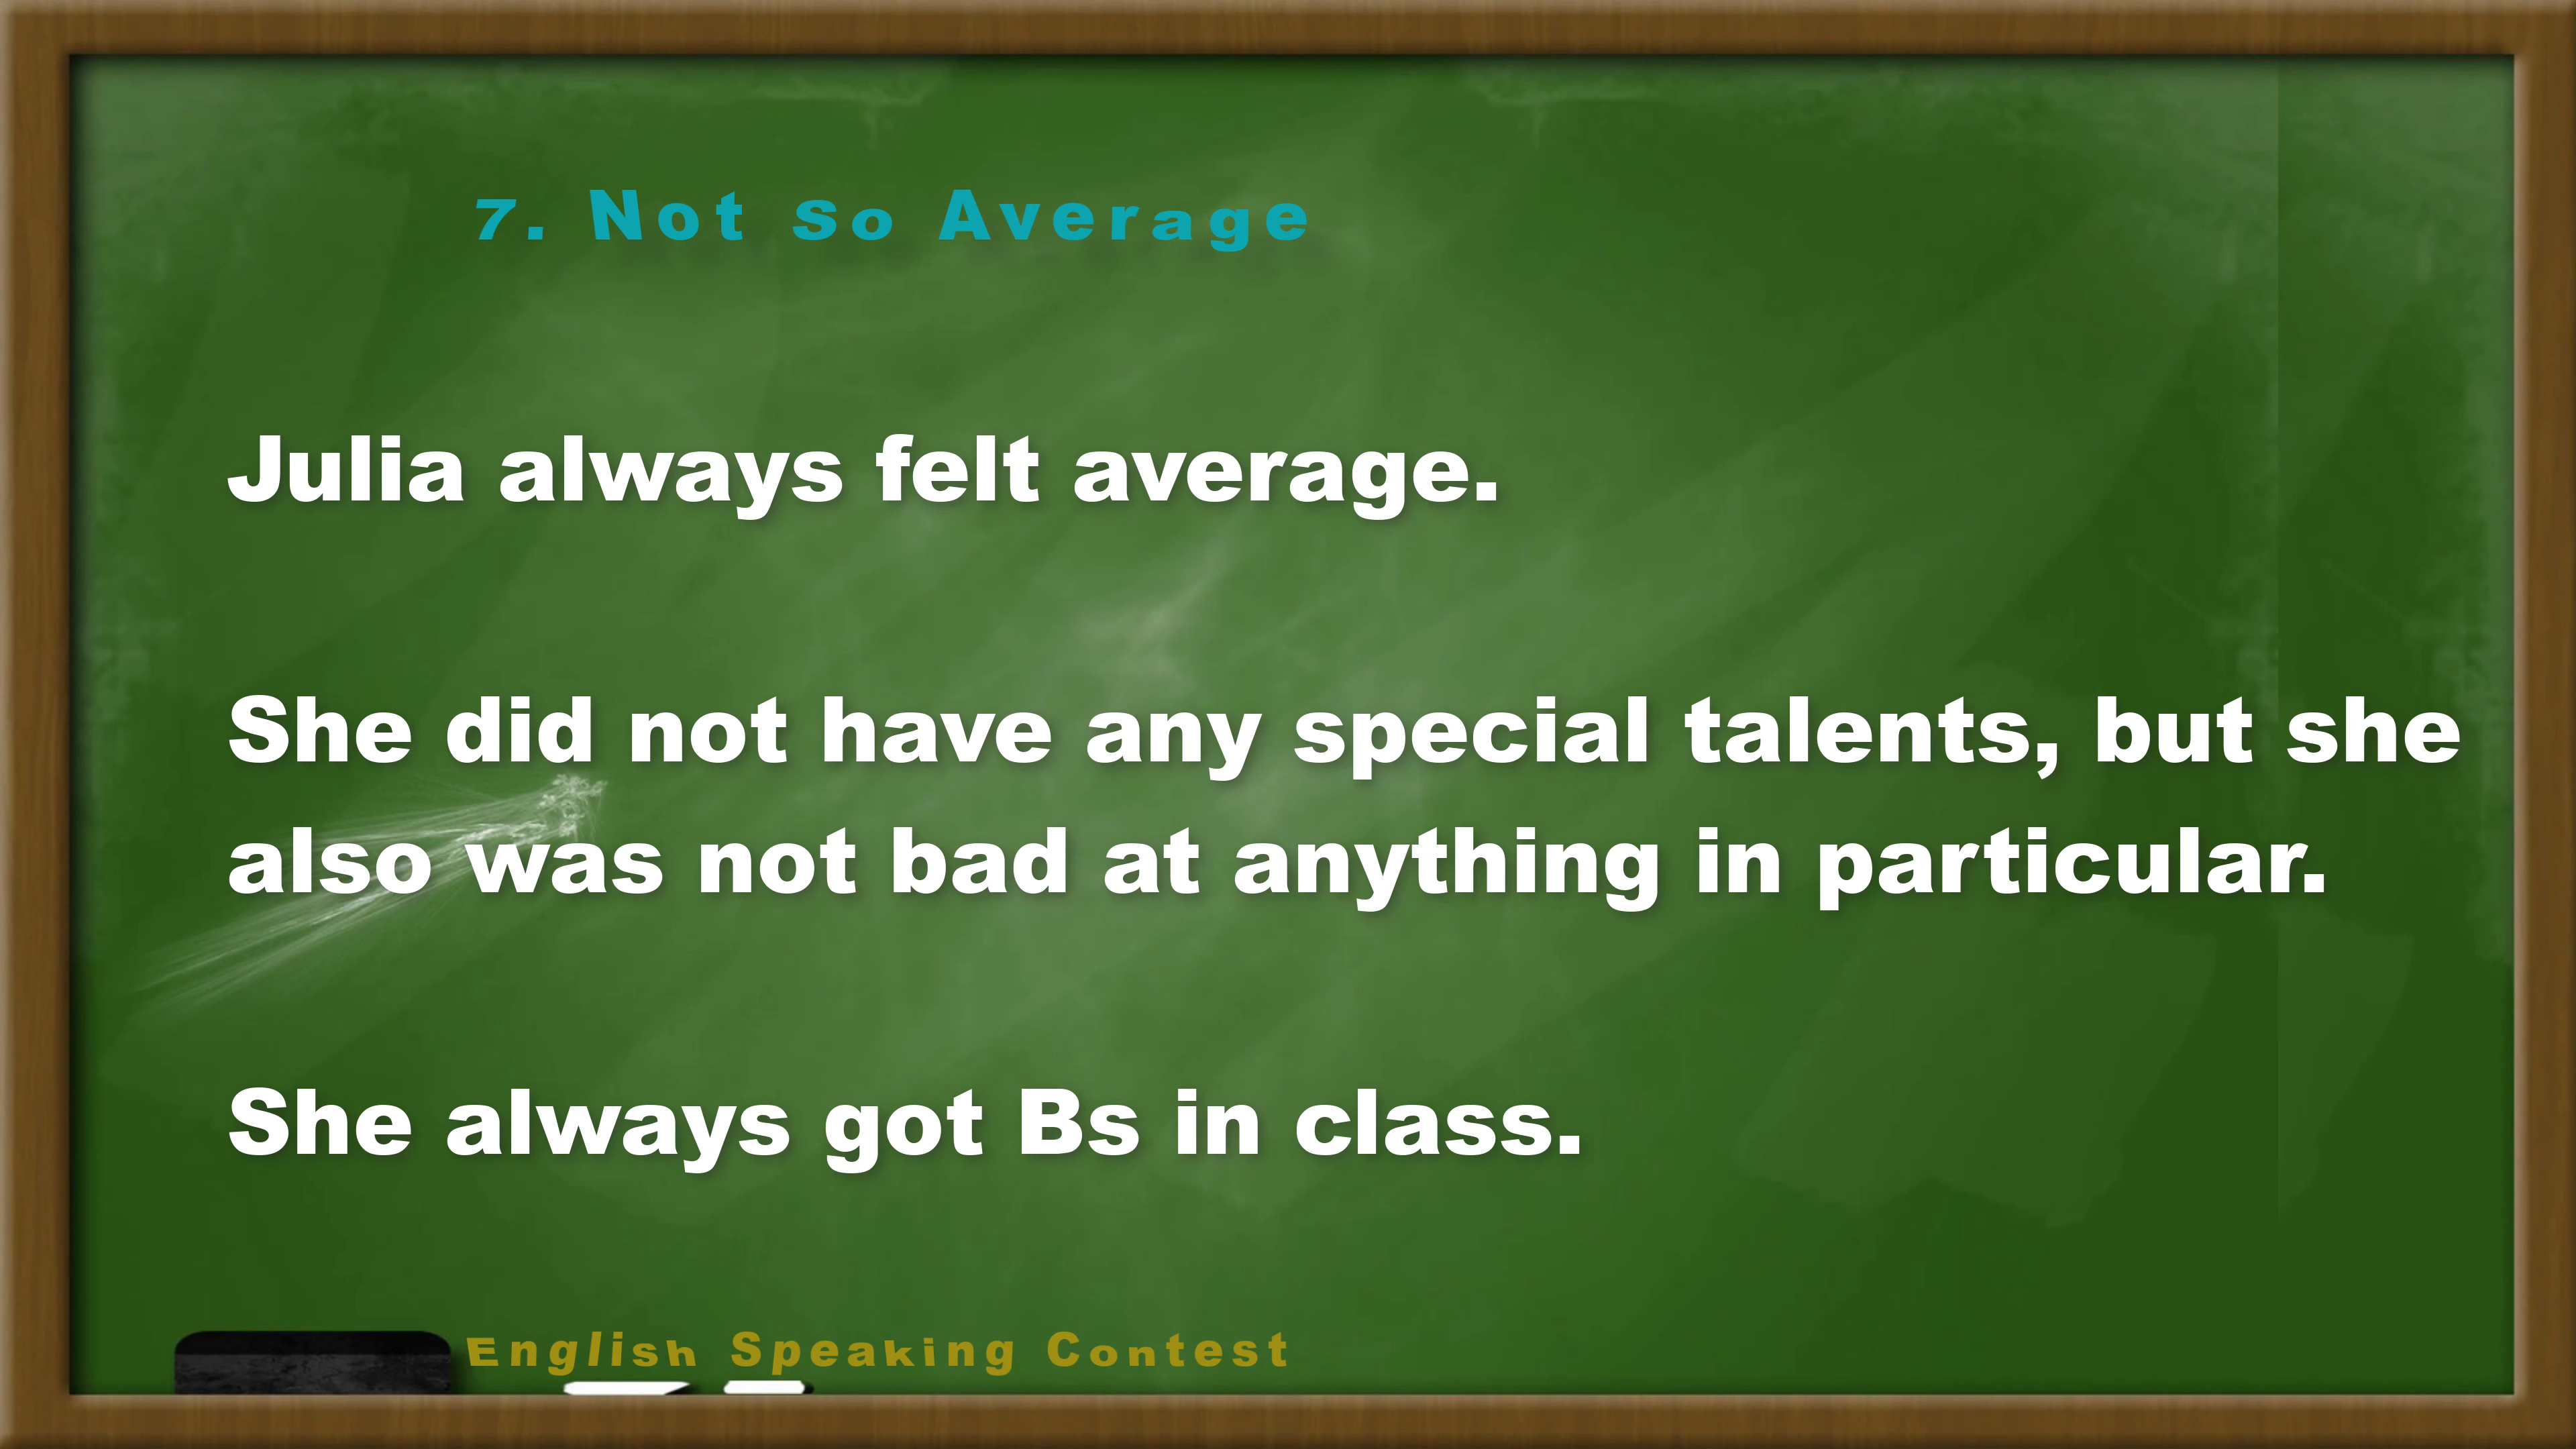 7. Not so Average
Julia always felt average.
She did not have any special talents, but she
also was not bad at anything in particular.
She always got Bs in class.
English Speaking Contest